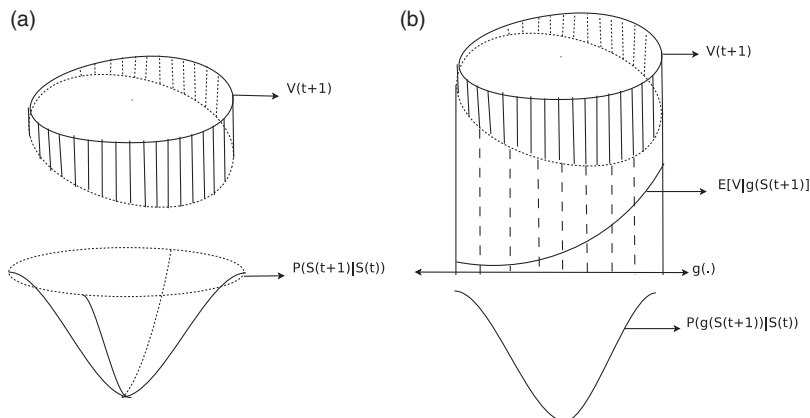 (a)
V(t+1)
P(S(t+1)|S(t))
(b)
V(t+1)
E[V|g(S(t+1)]
g(.)
P(g(S(t+1))|S(t))